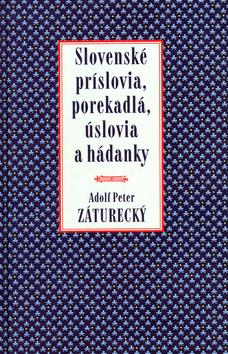 Slovenské
príslovia,
porekadlá,
úslovia
a hádanky
Adolf Peter
ZÁTURECKÝ